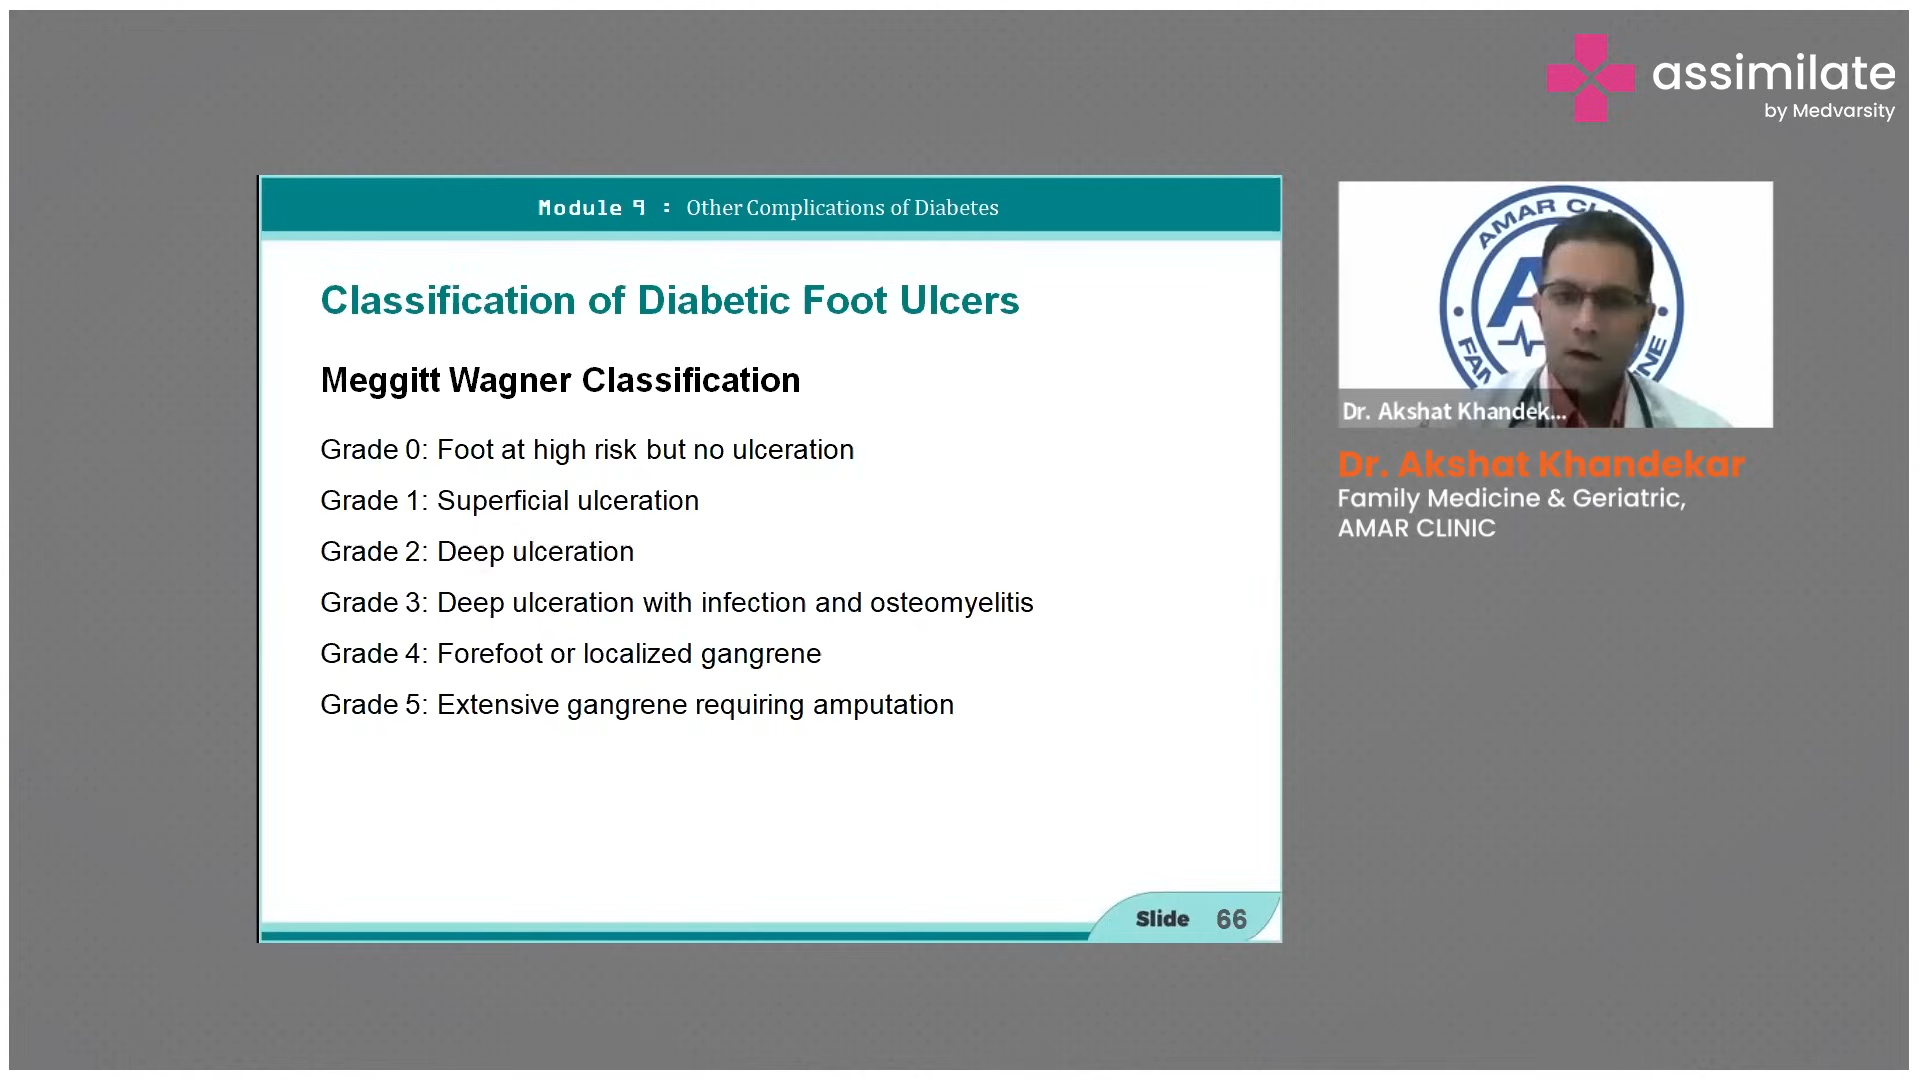 assimilate
by Medvarsity
Module 9 : Other Complications of Diabetes
Classification of Diabetic Foot Ulcers
Meggitt Wagner Classification
Grade 0: Foot at high risk but no ulceration
Grade 1: Superficial ulceration
Grade 2: Deep ulceration
Grade 3: Deep ulceration with infection and osteomyelitis
Grade 4: Forefoot or localized gangrene
Grade 5: Extensive gangrene requiring amputation
Slide 66
AMAR CLI
A
Dr. Akshat Khandek...
Dr. Akshat Khandekar
Family Medicine & Geriatric,
AMAR CLINIC